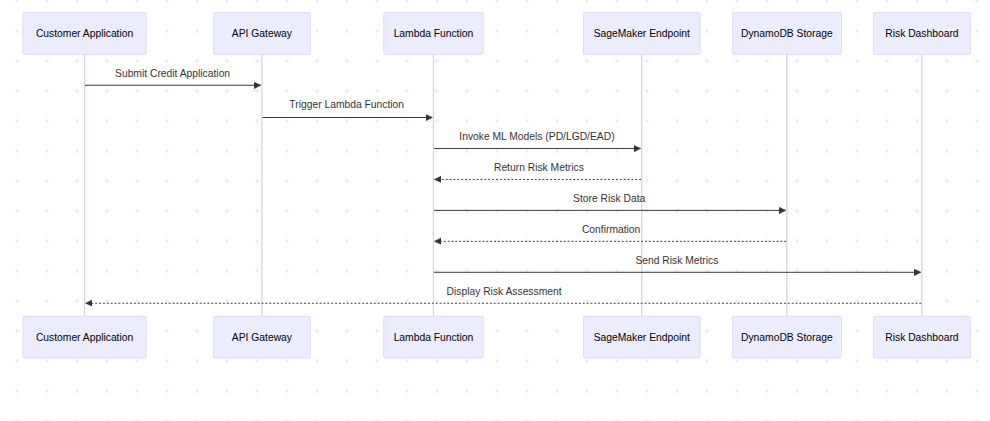 Customer Application
API Gateway
Lambda Function
SageMaker Endpoint
DynamoDB Storage
Risk Dashboard
Submit Credit Application
Trigger Lambda Function
Invoke ML Models (PD/LGD/EAD)
Return Risk Metrics
Store Risk Data
Confirmation
Send Risk Metrics
Display Risk Assessment
Customer Application
API Gateway
Lambda Function
SageMaker Endpoint
DynamoDB Storage
Risk Dashboard